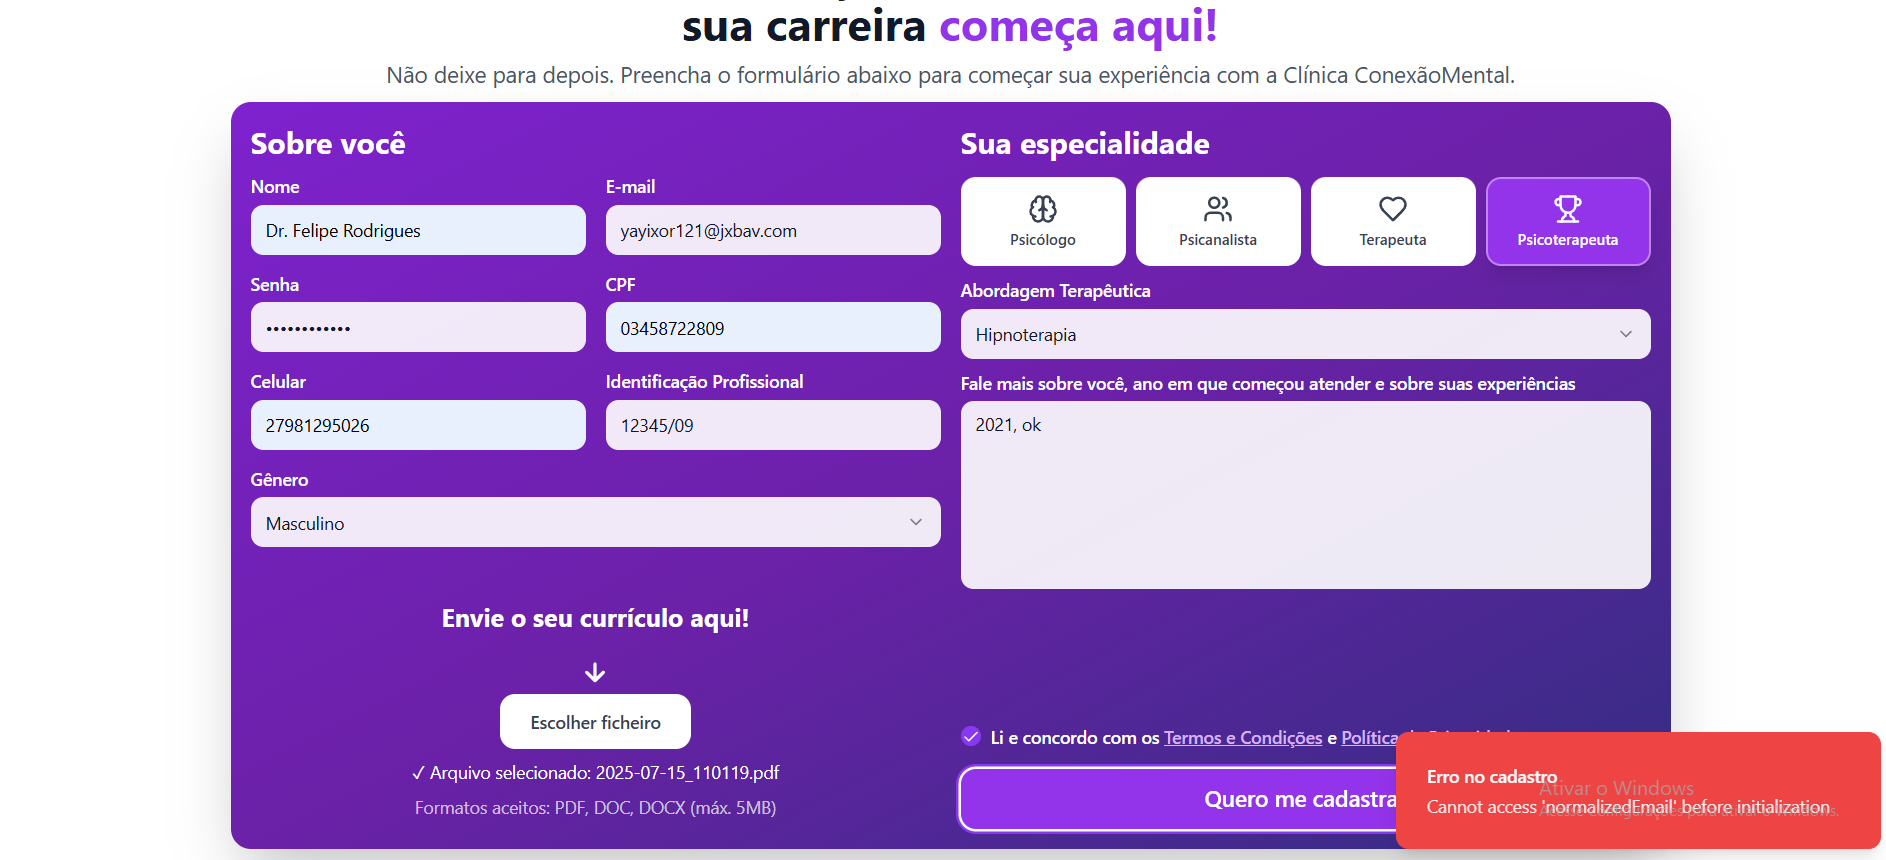 sua carreira começa aqui!
Não deixe para depois. Preencha o formulário abaixo para começar sua experiência com a Clínica ConexãoMental.
Sobre você
Nome
E-mail
Dr. Felipe Rodrigues
yayixor121@jxbav.com
Senha
CPF
••••••••••••
03458722809
Celular
Identificação Profissional
27981295026
12345/09
Gênero
Masculino
Envie o seu currículo aqui!
Escolher ficheiro
✓ Arquivo selecionado: 2025-07-15_110119.pdf
Formatos aceitos: PDF, DOC, DOCX (máx. 5MB)
Sua especialidade
Psicólogo
Psicanalista
Terapeuta
Psicoterapeuta
Abordagem Terapêutica
Hipnoterapia
Fale mais sobre você, ano em que começou atender e sobre suas experiências
2021, ok
Li e concordo com os Termos e Condições e Política
Quero me cadastra
Erro no cadastro
Cannot access 'normalizedEmail' before initialization
Ativar o Windows
Acesse Configurações para ativar o Windows.